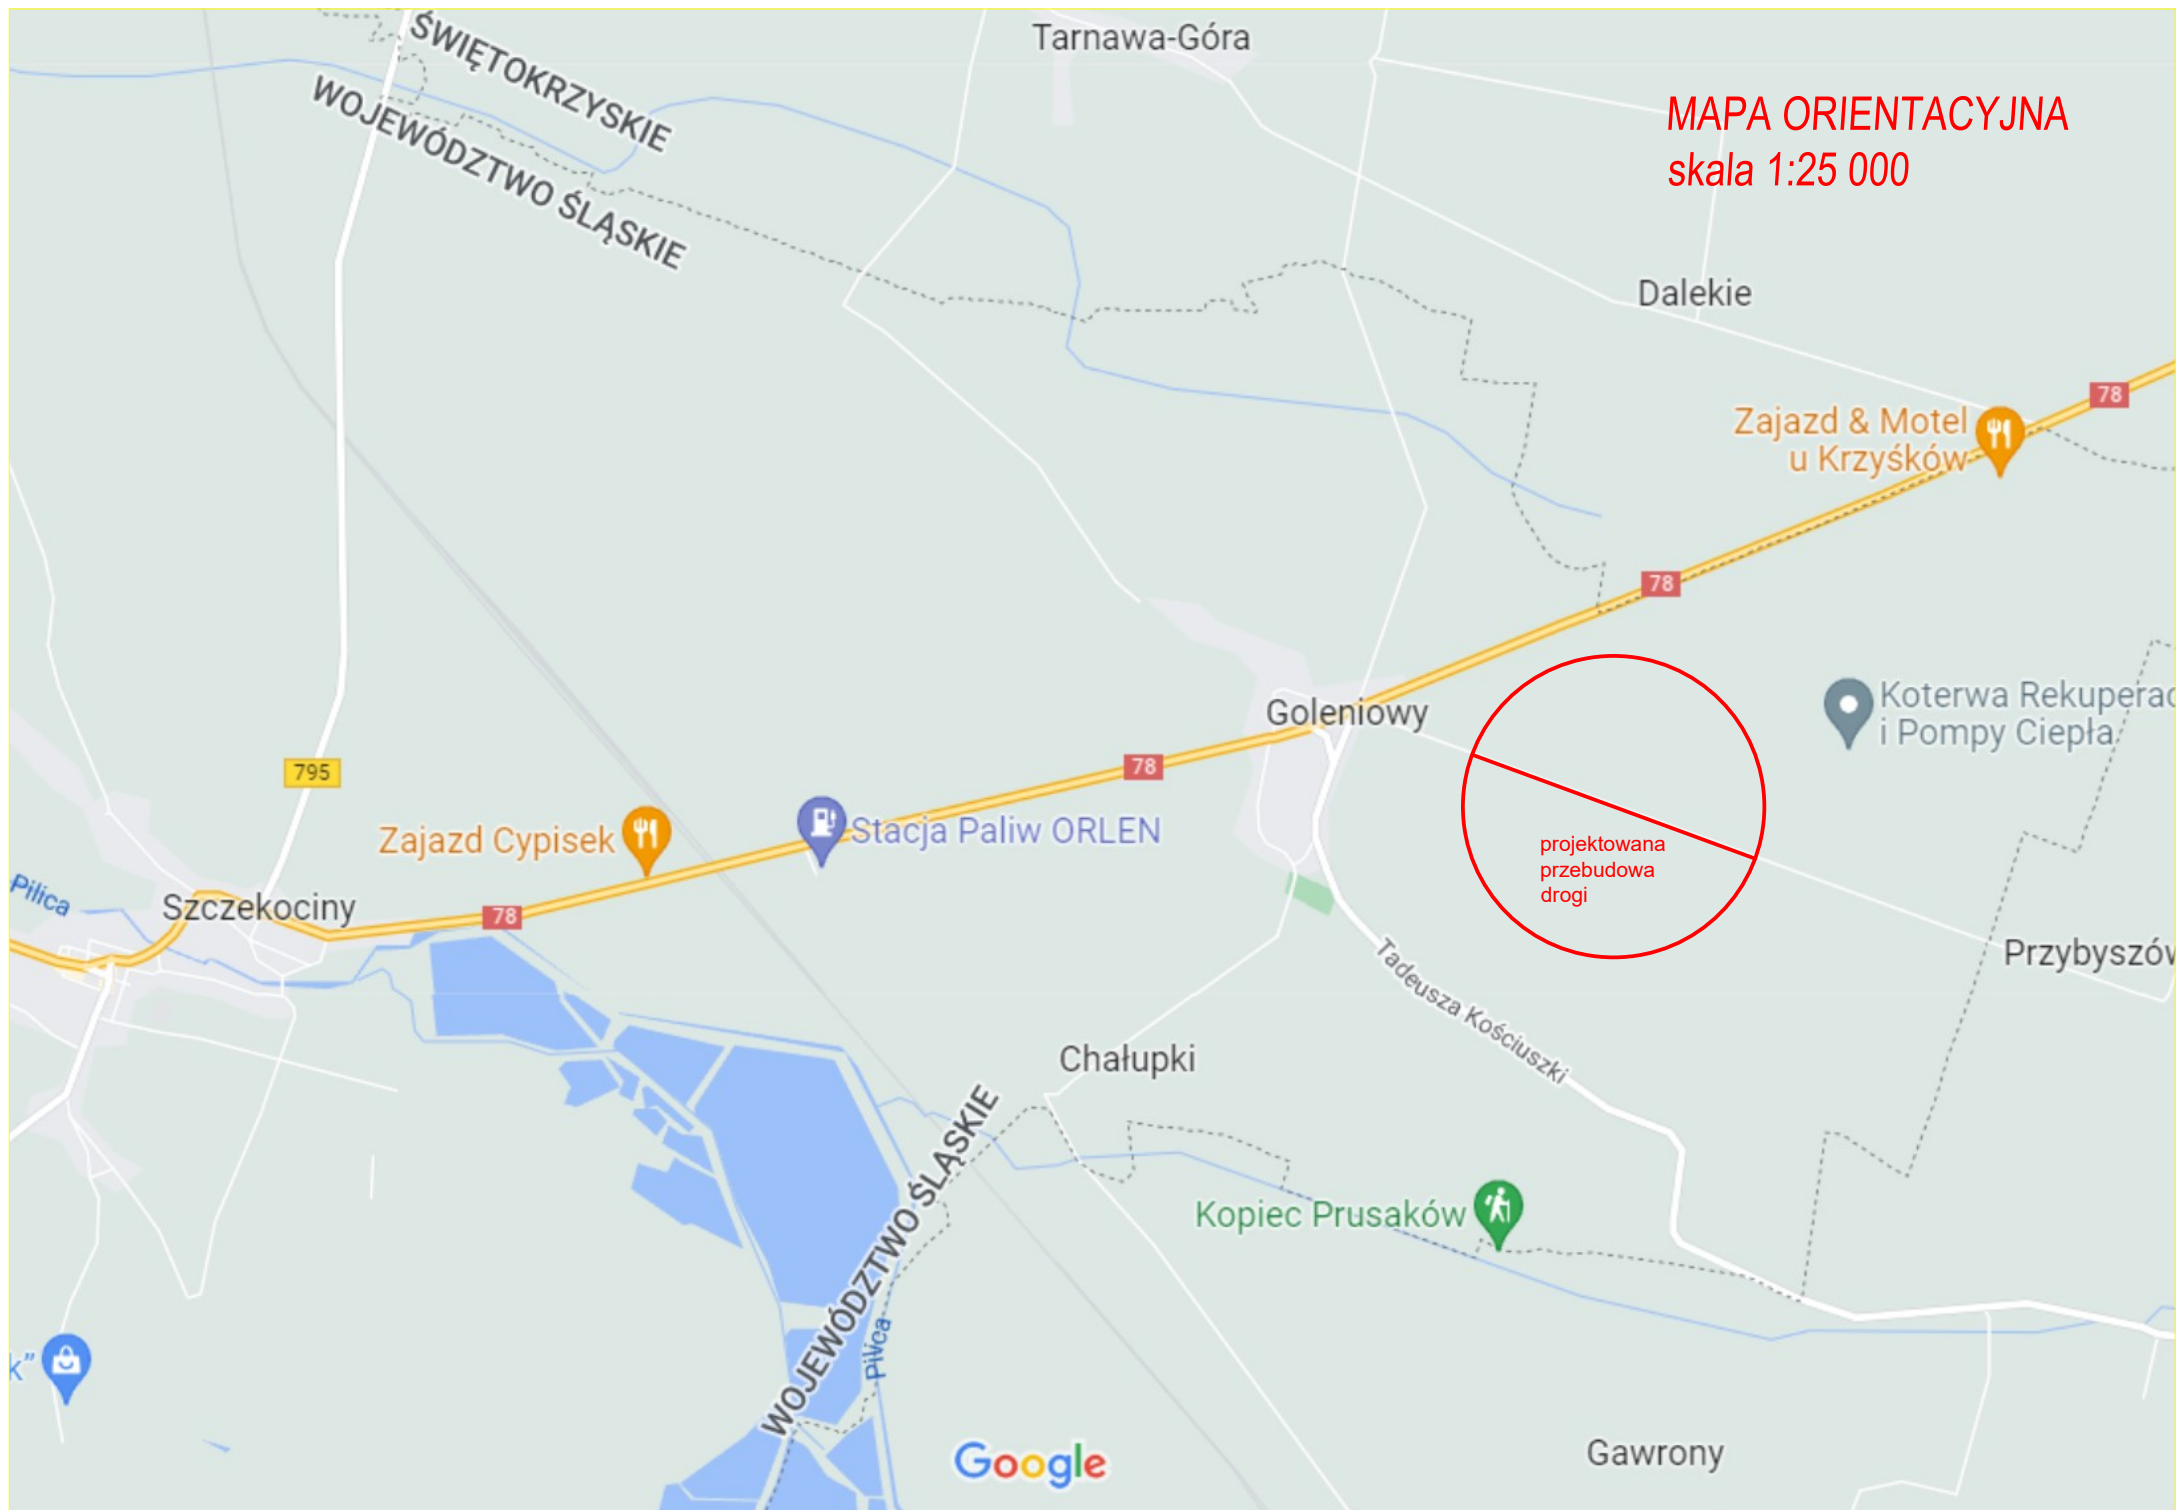 ŚWIĘTOKRZYSKIE
WOJEWÓDZTWO ŚLĄSKIE
Tarnawa-Góra
MAPA ORIENTACYJNA
skala 1:25 000
Dalekie
78
Zajazd & Motel
u Krzyśków
78
Koterwa Rekuperac
i Pompy Ciepła
Goleniowy
78
795
Zajazd Cypisek
Stacja Paliw ORLEN
projektowana
przebudowa
drogi
Pilica
Szczekociny
78
Przybyszów
Tadeusza Kościuszki
Chałupki
WOJEWÓDZTWO ŚLĄSKIE
Kopiec Prusaków
Pilica
k”
Google
Gawrony